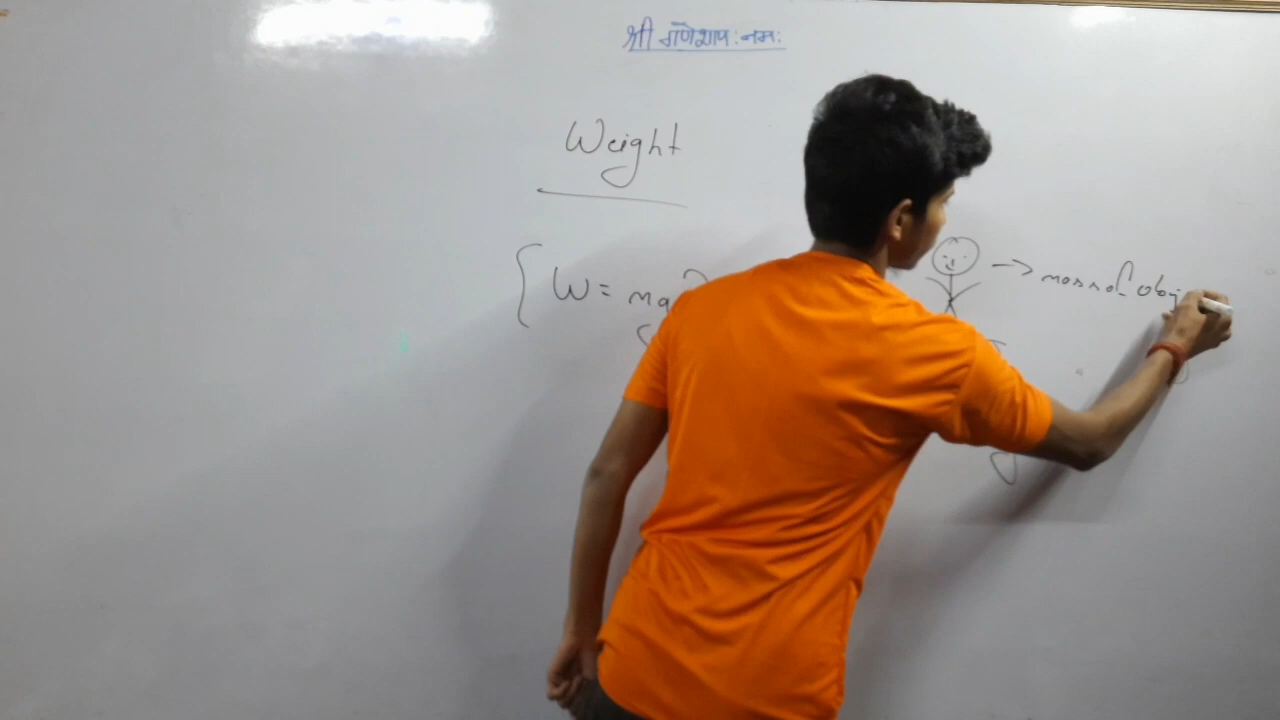 श्री गणेशाय: नम:
Weight
W = mg
→ mass of obj